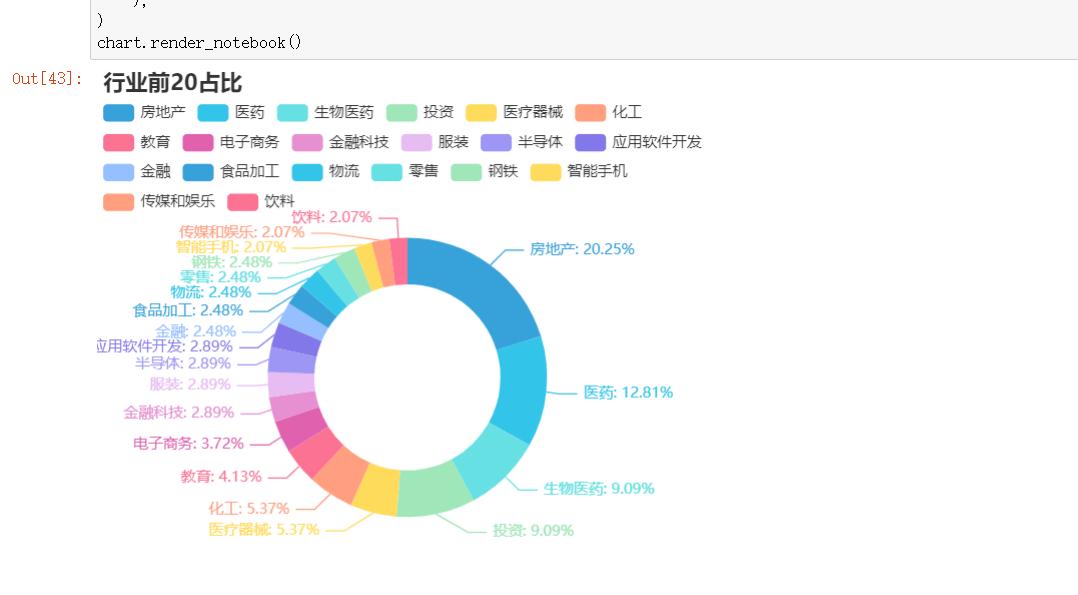 ),
)
chart.render_notebook()
Out[43]:
行业前20占比
房地产 医药 生物医药 投资 医疗器械 化工
教育 电子商务 金融科技 服装 半导体 应用软件开发
金融 食品加工 物流 零售 钢铁 智能手机
传媒和娱乐 饮料
饮料: 2.07%
传媒和娱乐: 2.07%
智能手机: 2.07%
钢铁: 2.48%
零售: 2.48%
物流: 2.48%
食品加工: 2.48%
金融: 2.48%
应用软件开发: 2.89%
半导体: 2.89%
服装: 2.89%
金融科技: 2.89%
电子商务: 3.72%
教育: 4.13%
化工: 5.37%
医疗器械: 5.37%
房地产: 20.25%
医药: 12.81%
生物医药: 9.09%
投资: 9.09%